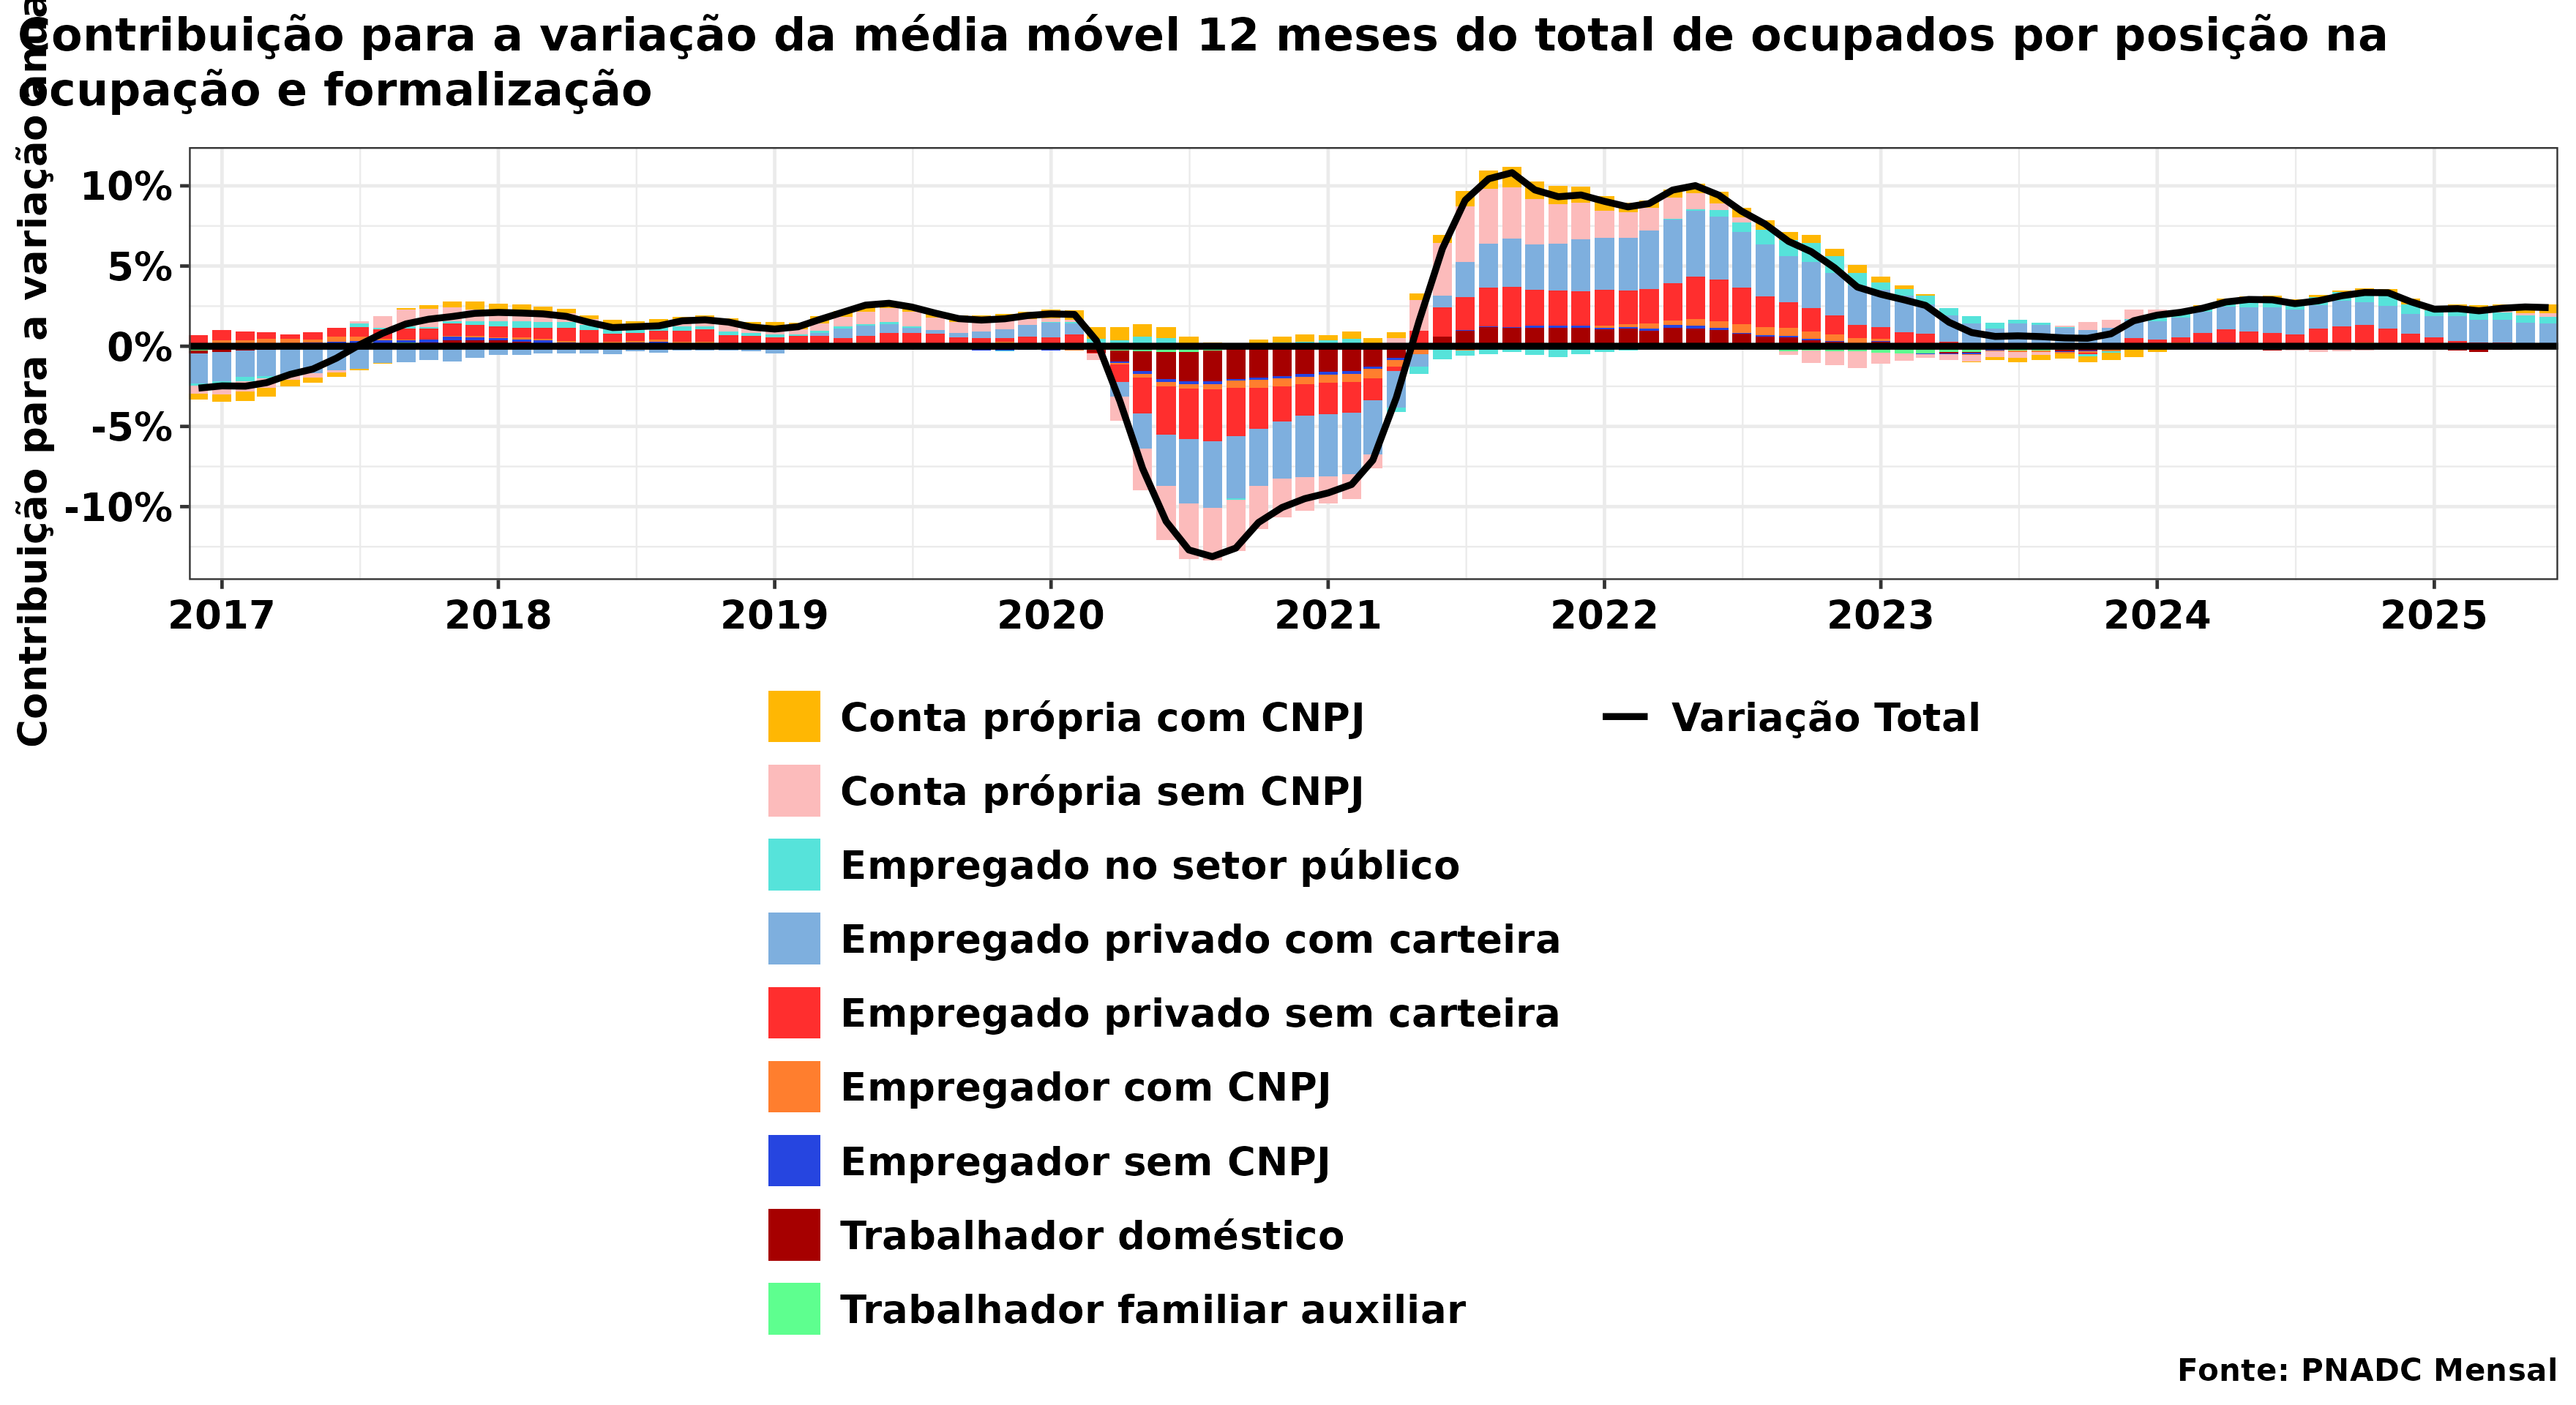 Contribuição para a variação da média móvel 12 meses do total de ocupados por posição na
ocupação e formalização
Contribuição para a variação
10%
5%
0%
-5%
-10%
2017
2018
2019
2020
2021
2022
2023
2024
2025
Conta própria com CNPJ
Conta própria sem CNPJ
Empregado no setor público
Empregado privado com carteira
Empregado privado sem carteira
Empregador com CNPJ
Empregador sem CNPJ
Trabalhador doméstico
Trabalhador familiar auxiliar
Variação Total
Fonte: PNADC Mensal